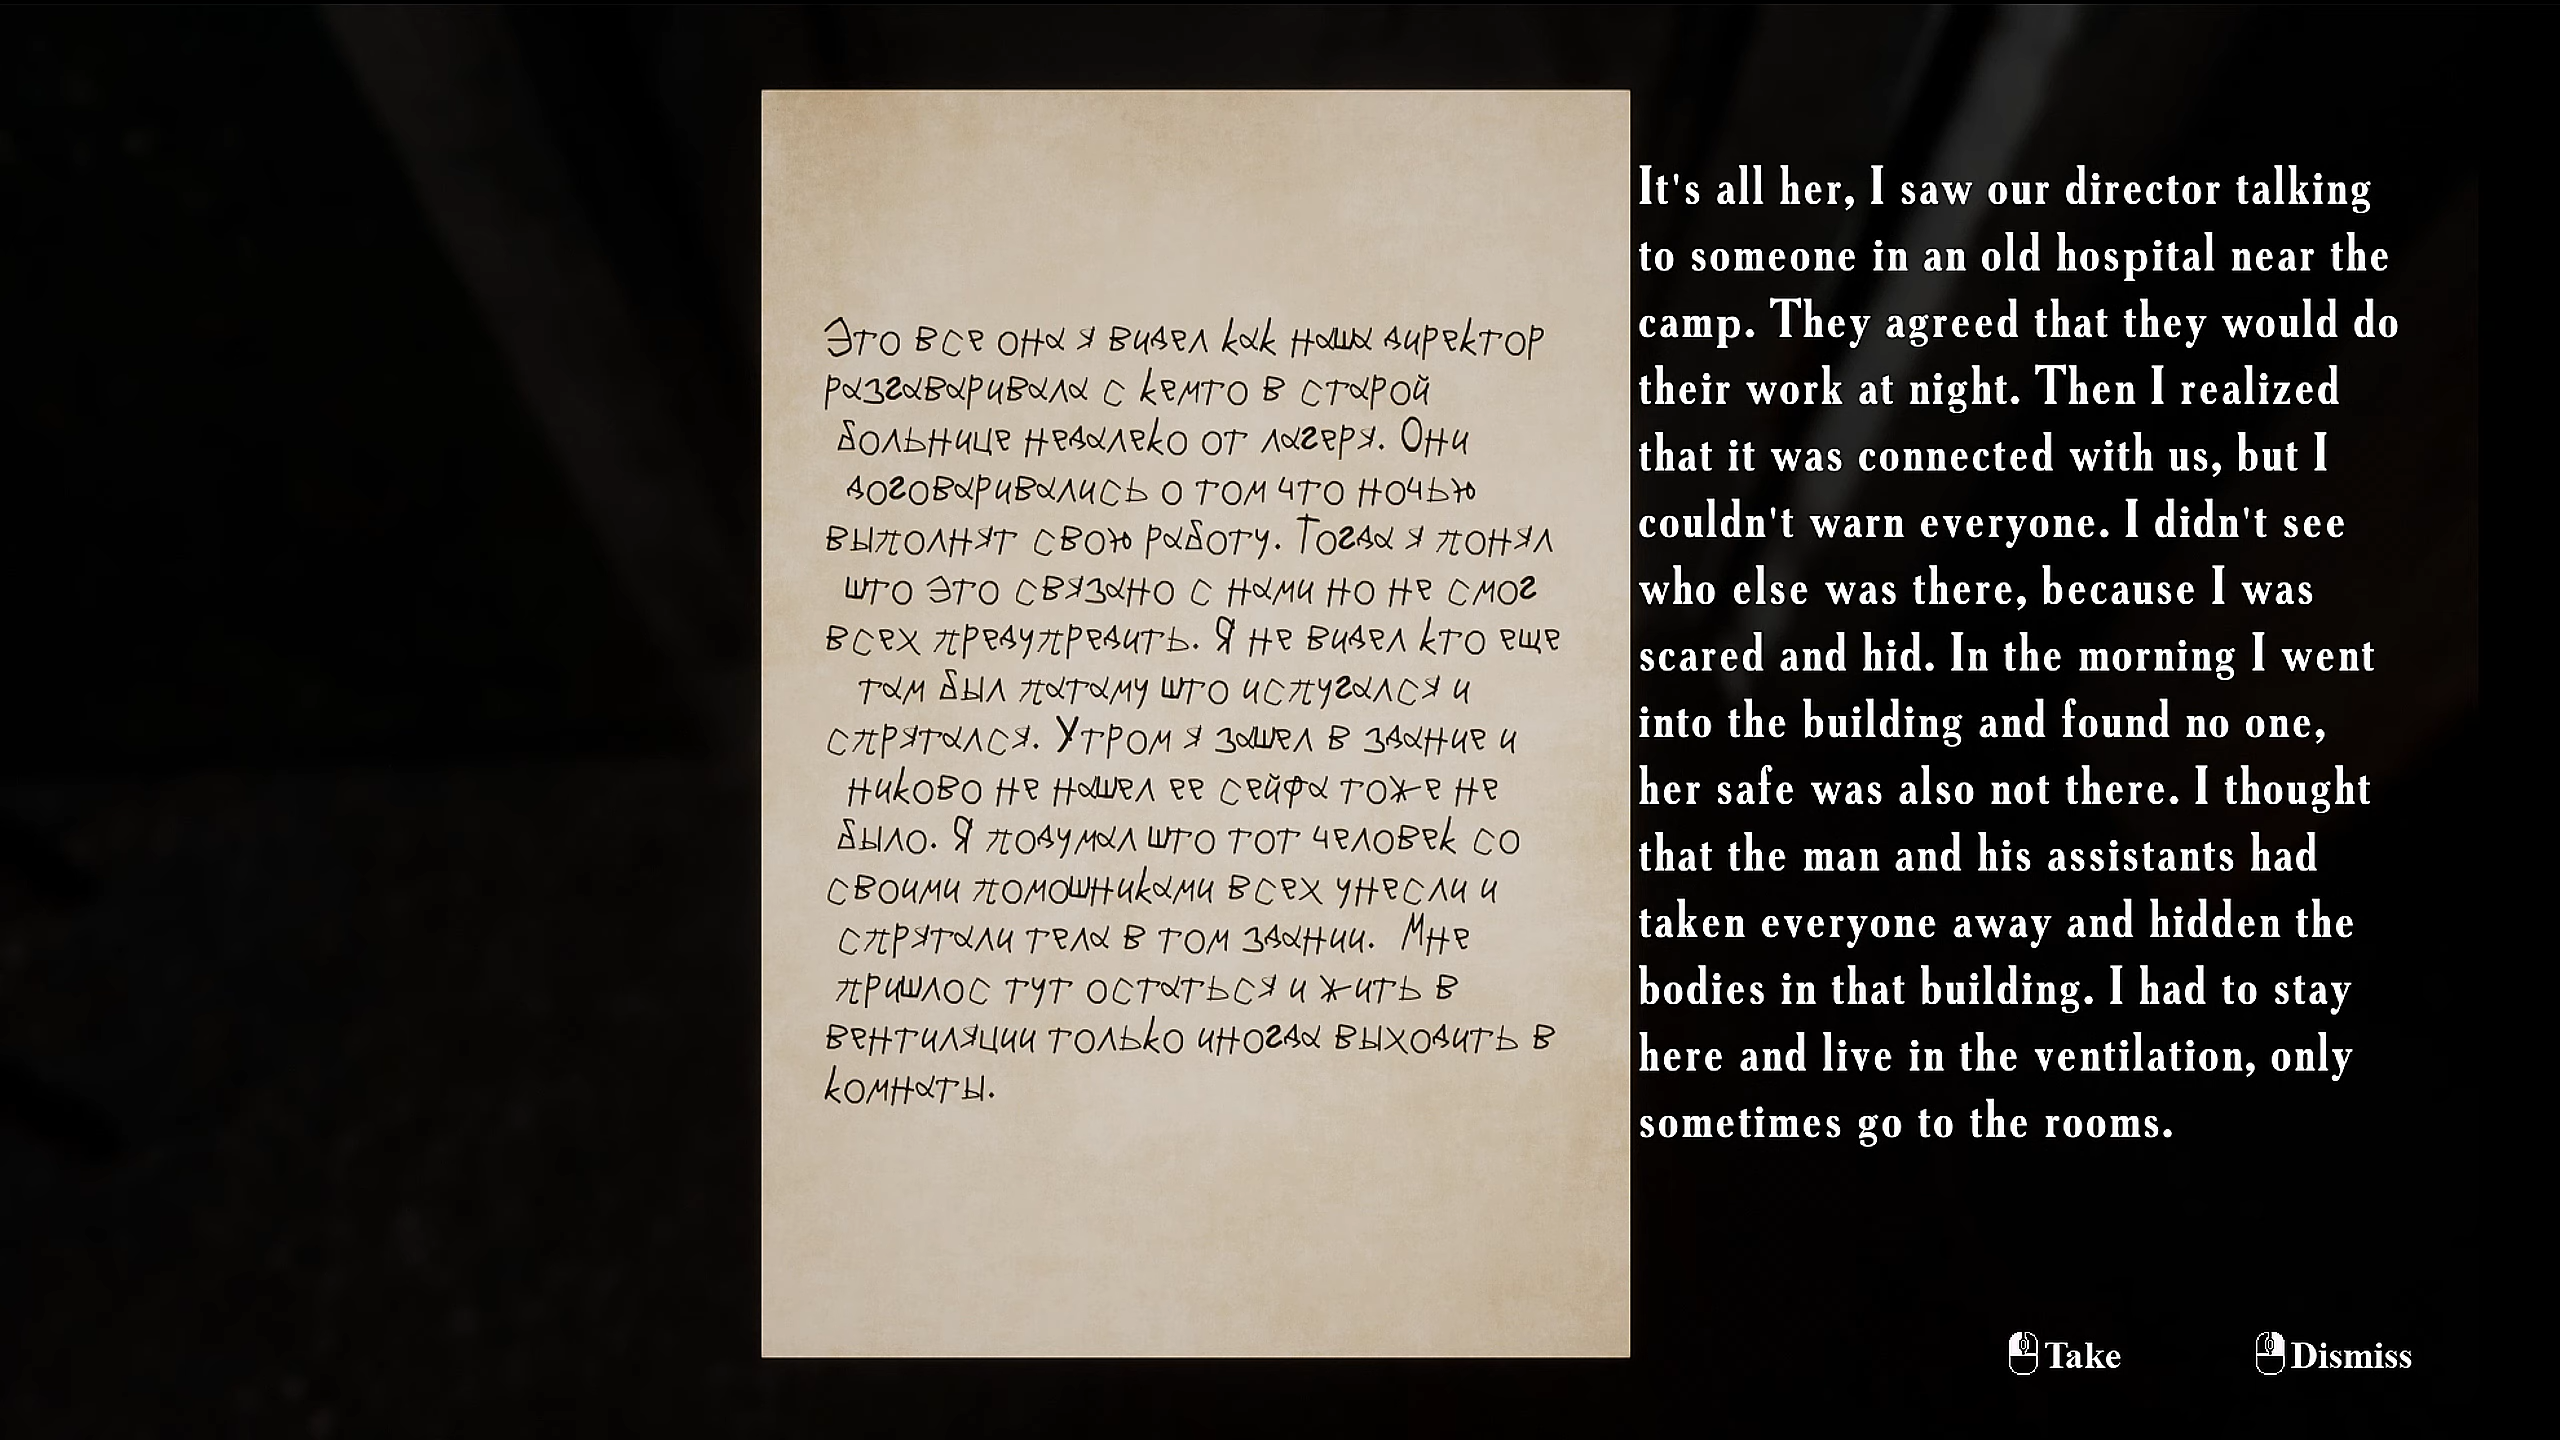 Это все она я видел как наша директор
разгаваривала с кемто в старой
больнице недалеко от лагеря. Они
договаривались о том что ночью
выполнят свою работу. Тогда я понял
што это связано с нами но не смог
всех предупредить. Я не видел кто еще
там был патаму што испугался и
спрятался. Утром я зашел в здание и
никово не нашел ее сейфа тоже не
было. Я подумал што тот человек со
своими помошниками всех унесли и
спрятали тела в том здании. Мне
пришлос тут остаться и жить в
вентиляции только иногда выходить в
комнаты.
It's all her, I saw our director talking
to someone in an old hospital near the
camp. They agreed that they would do
their work at night. Then I realized
that it was connected with us, but I
couldn't warn everyone. I didn't see
who else was there, because I was
scared and hid. In the morning I went
into the building and found no one,
her safe was also not there. I thought
that the man and his assistants had
taken everyone away and hidden the
bodies in that building. I had to stay
here and live in the ventilation, only
sometimes go to the rooms.
Take Dismiss